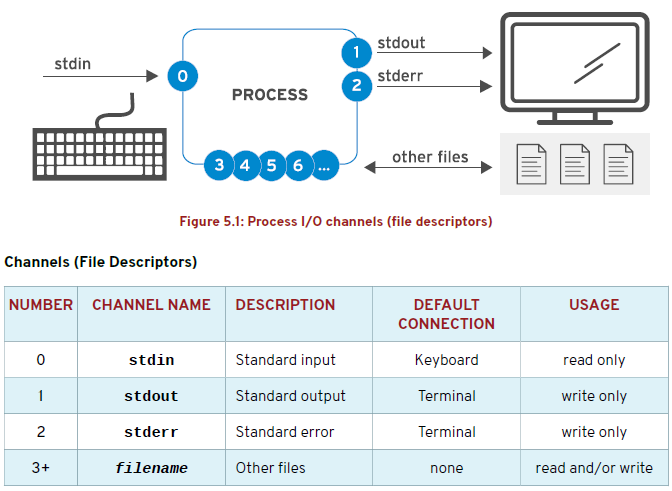 stdin
0
PROCESS
1
stdout
2
stderr
3 4 5 6 ...
other files
Figure 5.1: Process I/O channels (file descriptors)
Channels (File Descriptors)
NUMBER CHANNEL NAME DESCRIPTION DEFAULT CONNECTION USAGE
0 stdin Standard input Keyboard read only
1 stdout Standard output Terminal write only
2 stderr Standard error Terminal write only
3+ filename Other files none read and/or write